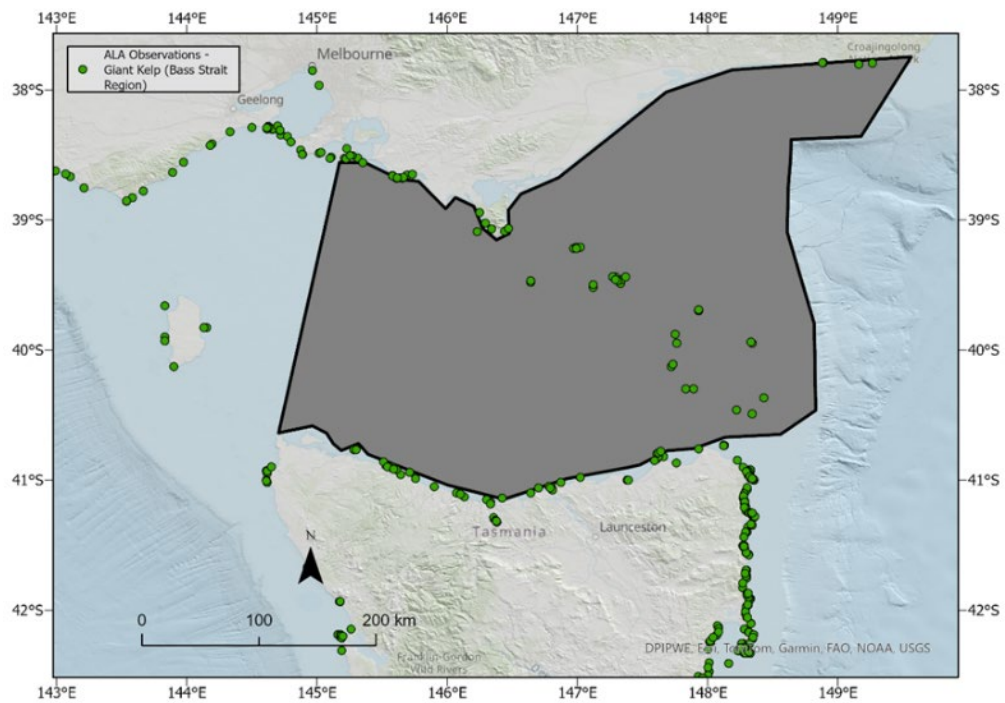 143°E 144°E 145°E 146°E 147°E 148°E 149°E
ALA Observations -
Giant Kelp (Bass Strait
Region)
Melbourne
Croajingolong
38°S 38°S
Geelong
39°S 39°S
40°S 40°S
41°S 41°S
Tasmania
Launceston
N
42°S 42°S
0 100 200 km
DPIPWE, Esri, TomTom, Garmin, FAO, NOAA, USGS
Franklin-Gordon
Wild Rivers
143°E 144°E 145°E 146°E 147°E 148°E 149°E